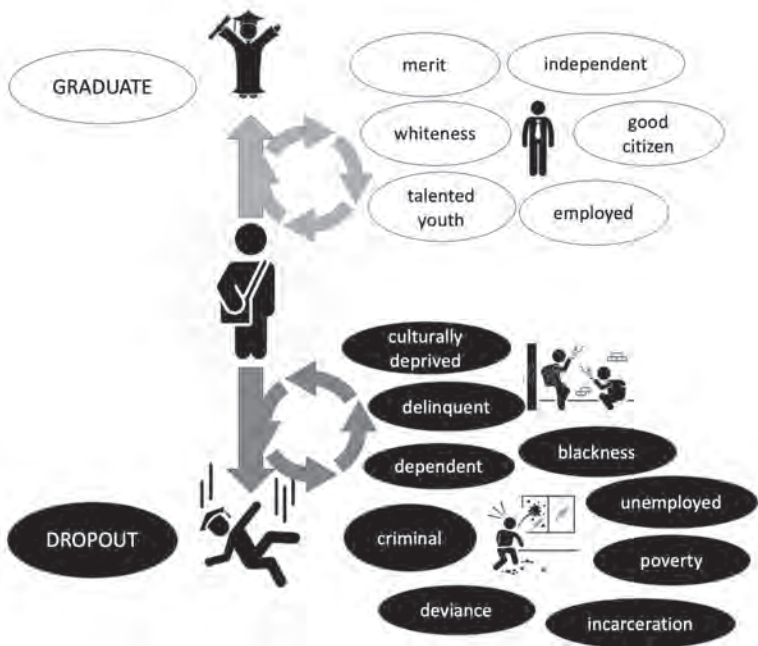 GRADUATE
merit
independent
whiteness
good
citizen
talented
youth
employed
culturally
deprived
delinquent
dependent
blackness
unemployed
DROPOUT
criminal
poverty
deviance
incarceration